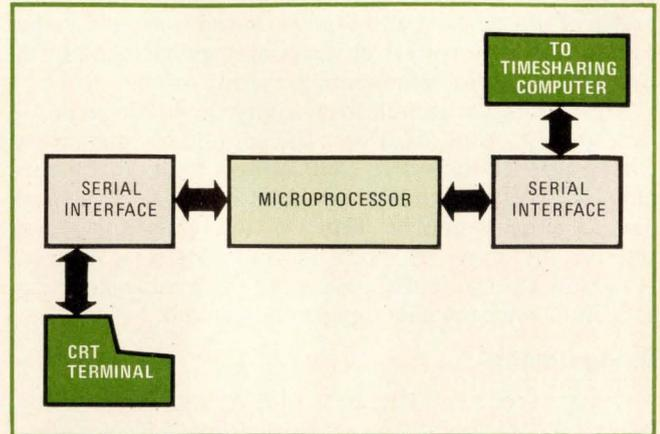 TO
TIMESHARING
COMPUTER
SERIAL
INTERFACE
MICROPROCESSOR
SERIAL
INTERFACE
CRT
TERMINAL